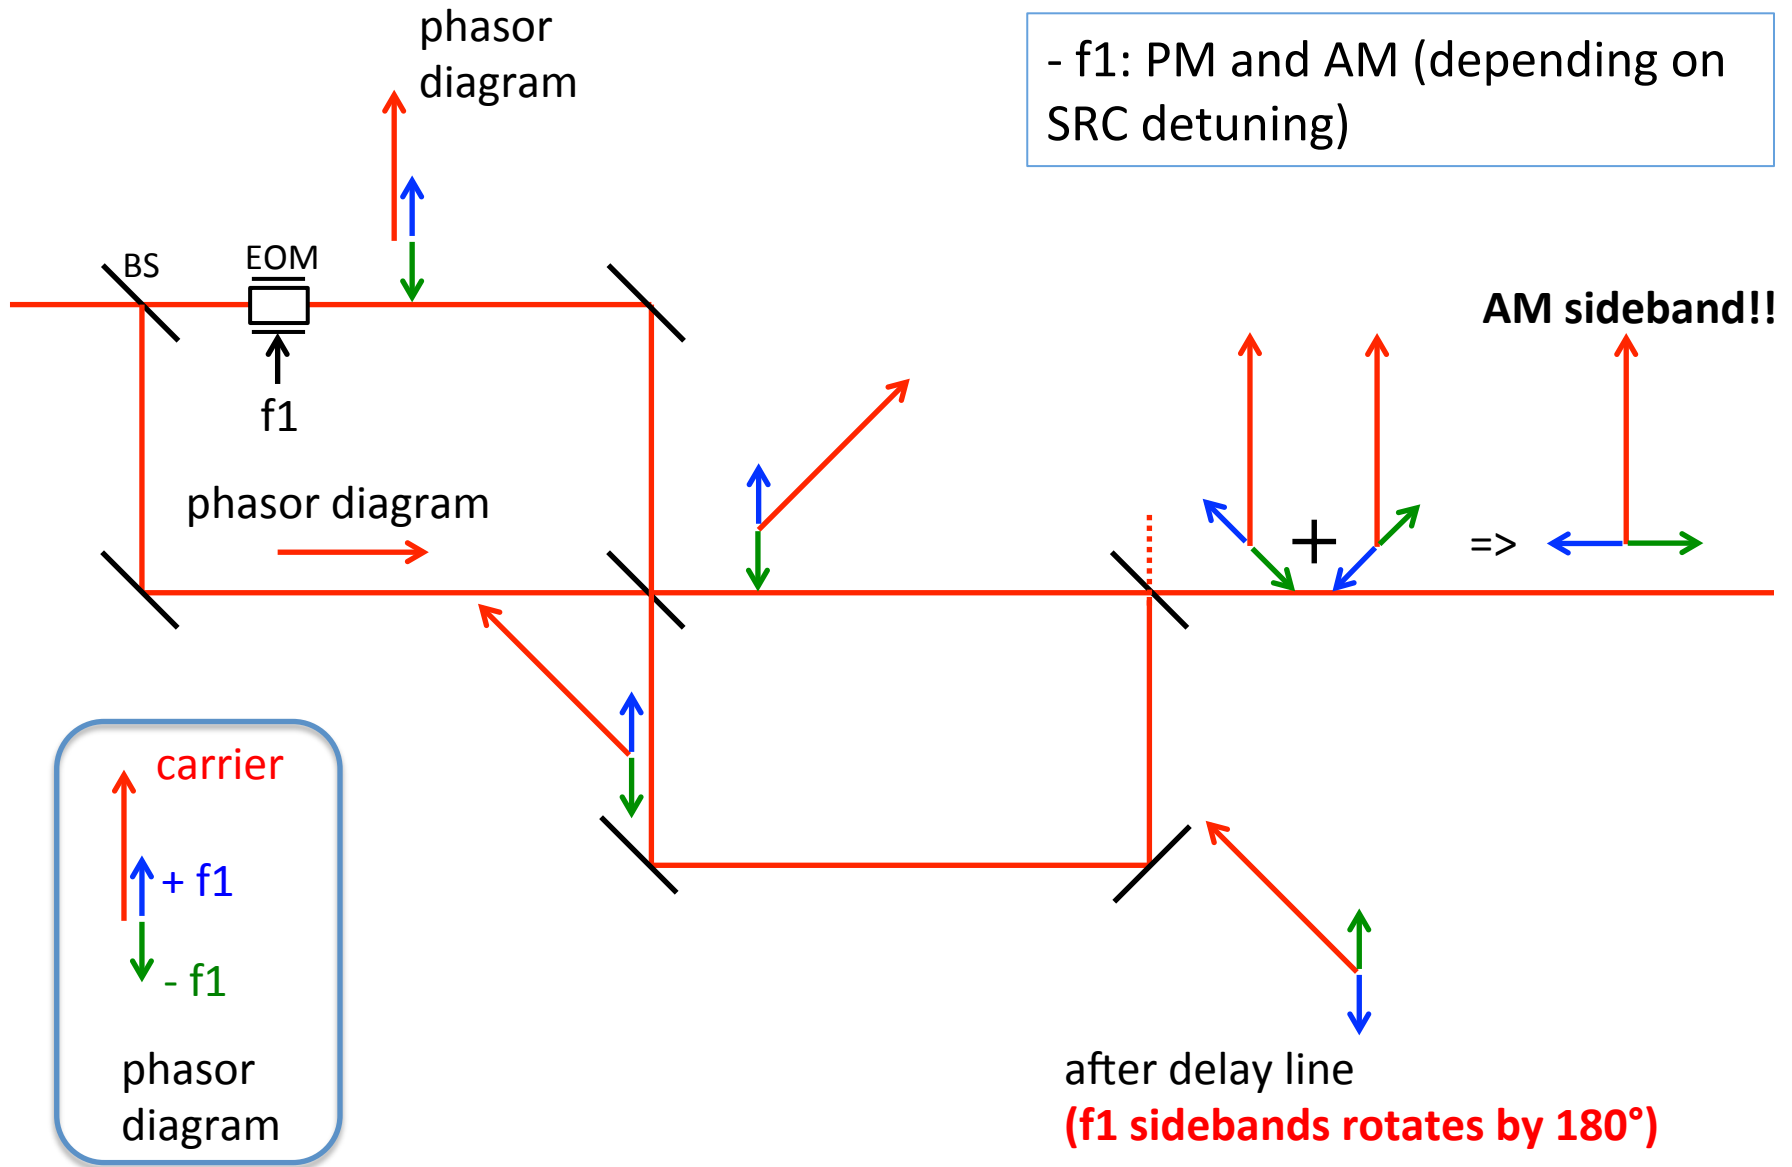 phasor
diagram
- f1: PM and AM (depending on
SRC detuning)
BS
EOM
f1
AM sideband!!
phasor diagram
+
=>
carrier
+ f1
- f1
phasor
diagram
after delay line
(f1 sidebands rotates by 180°)